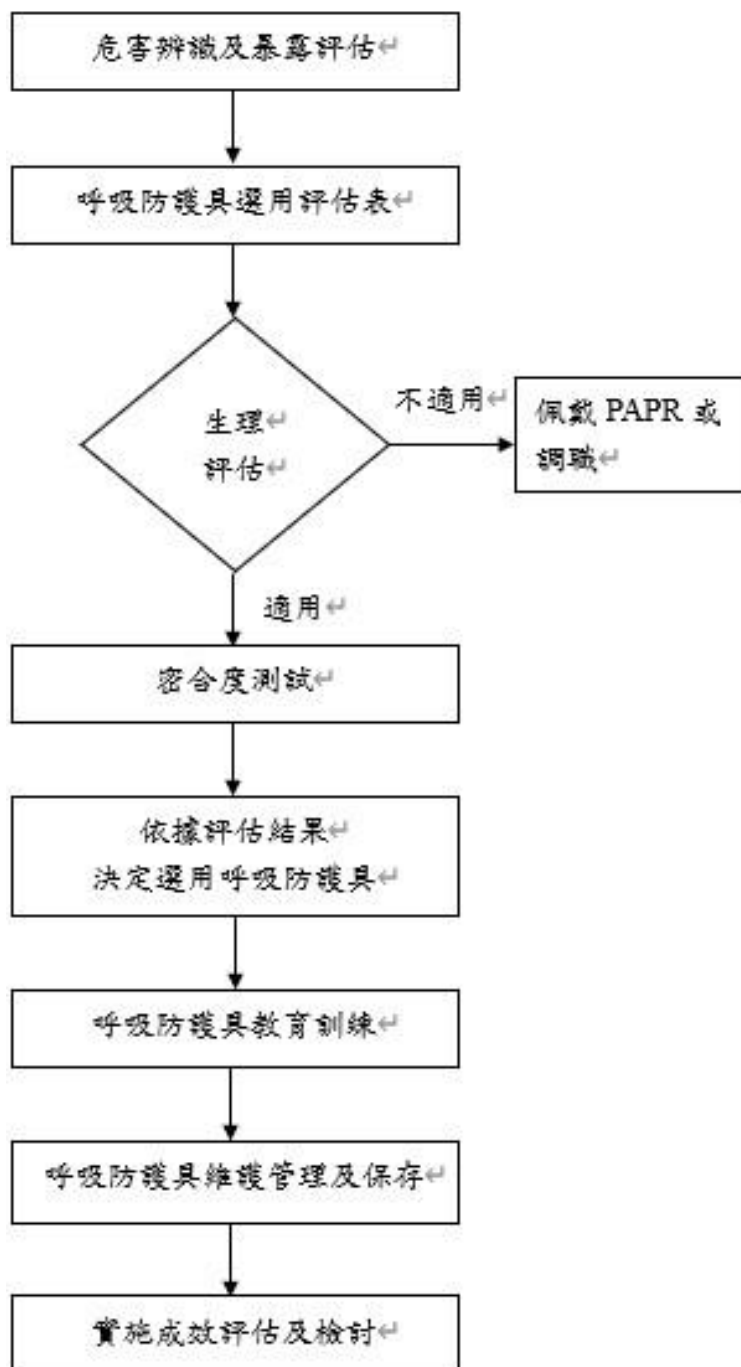 危害辨識及暴露評估↵
呼吸防護具選用評估表↵
生理↵
評估↵
不適用↵
佩戴 PAPR 或
調職↵
適用↵
密合度測試↵
依據評估結果↵
決定選用呼吸防護具↵
呼吸防護具教育訓練↵
呼吸防護具維護管理及保存↵
實施成效評估及檢討↵